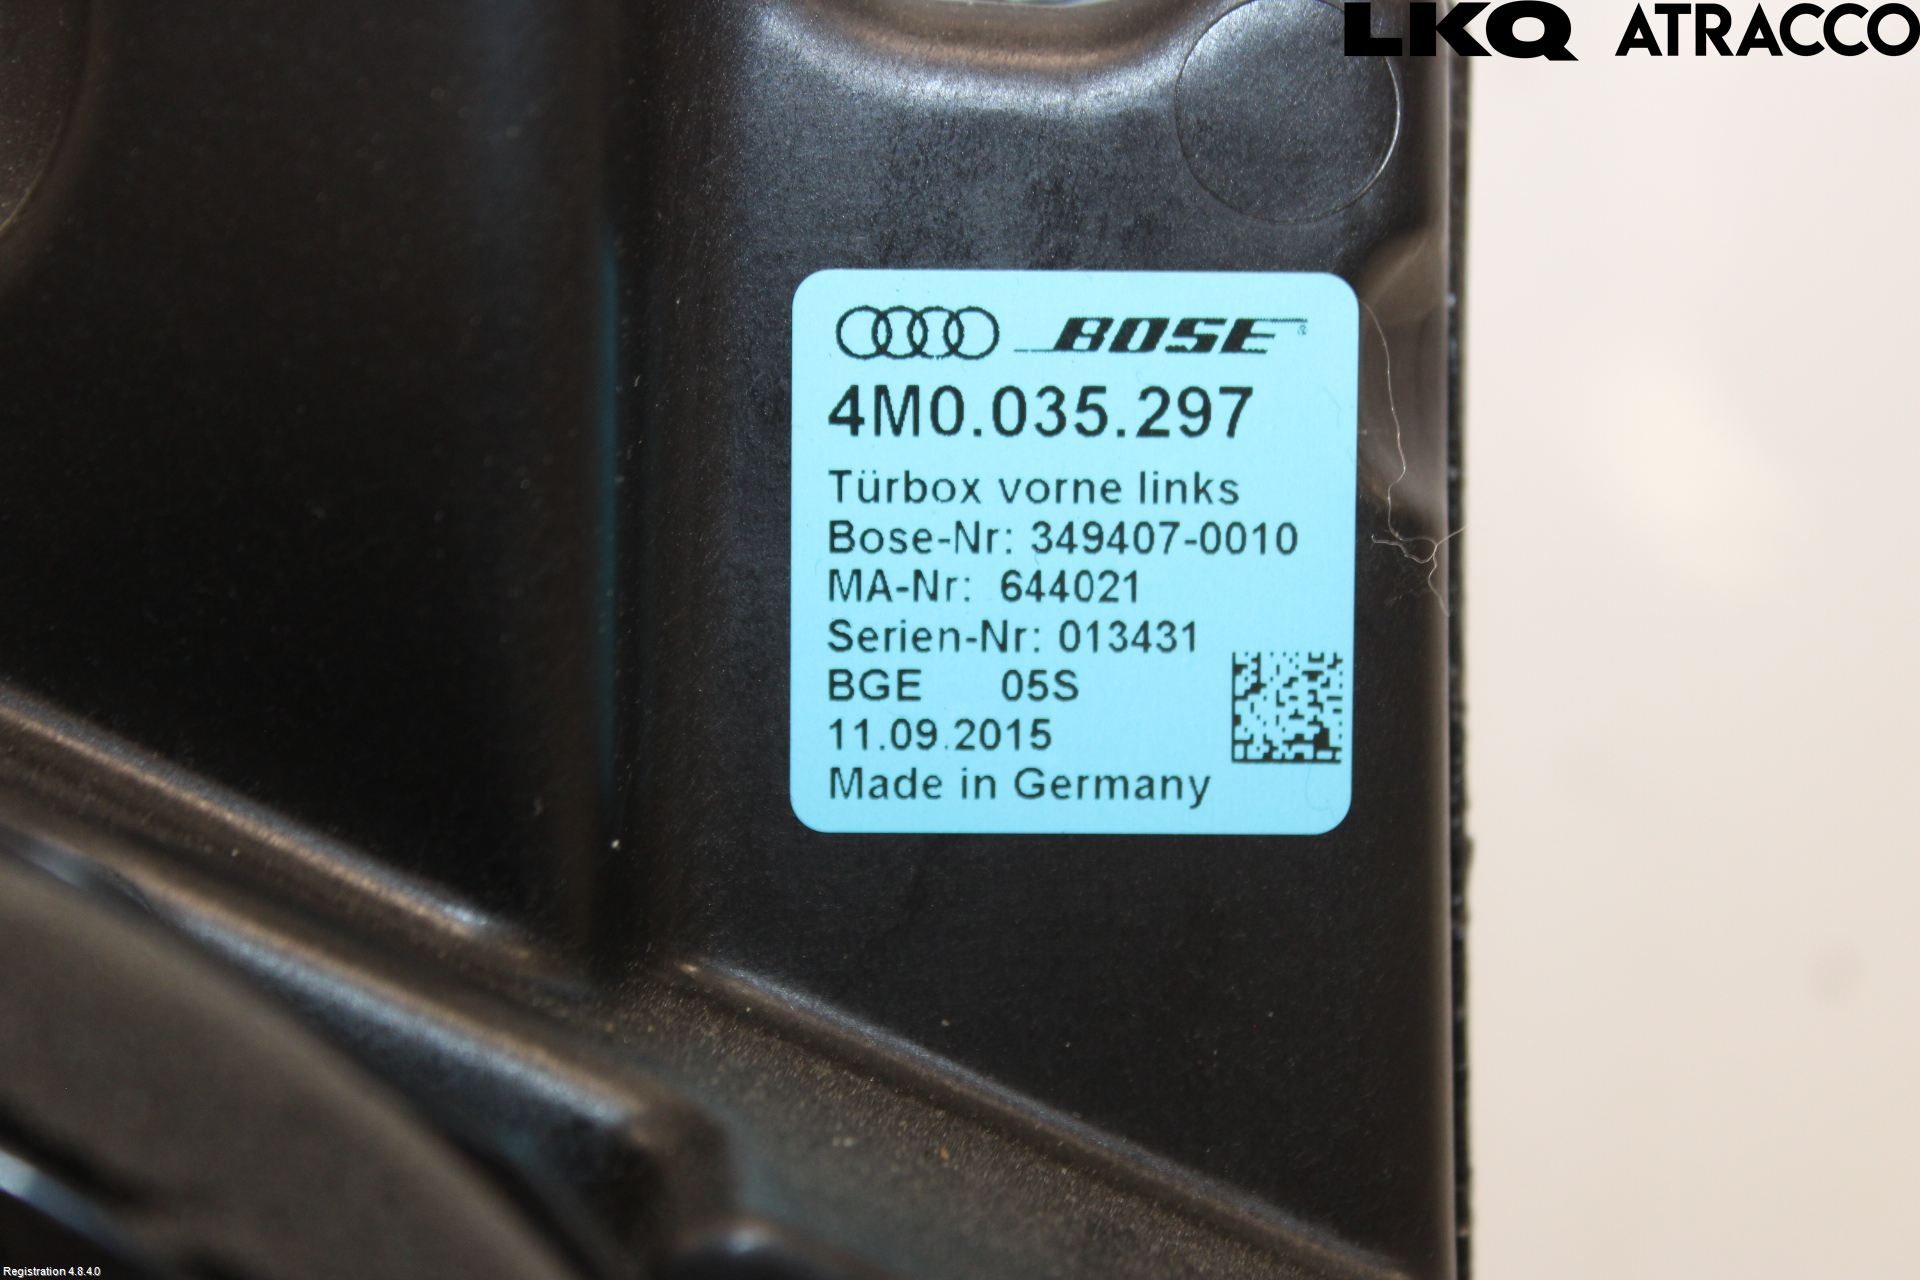 LKQ ATRACCO
BOSE®
4M0.035.297
Türbox vorne links
Bose-Nr: 349407-0010
MA-Nr: 644021
Serien-Nr: 013431
BGE 05S
11.09.2015
Made in Germany
Registration 4.8.4.0